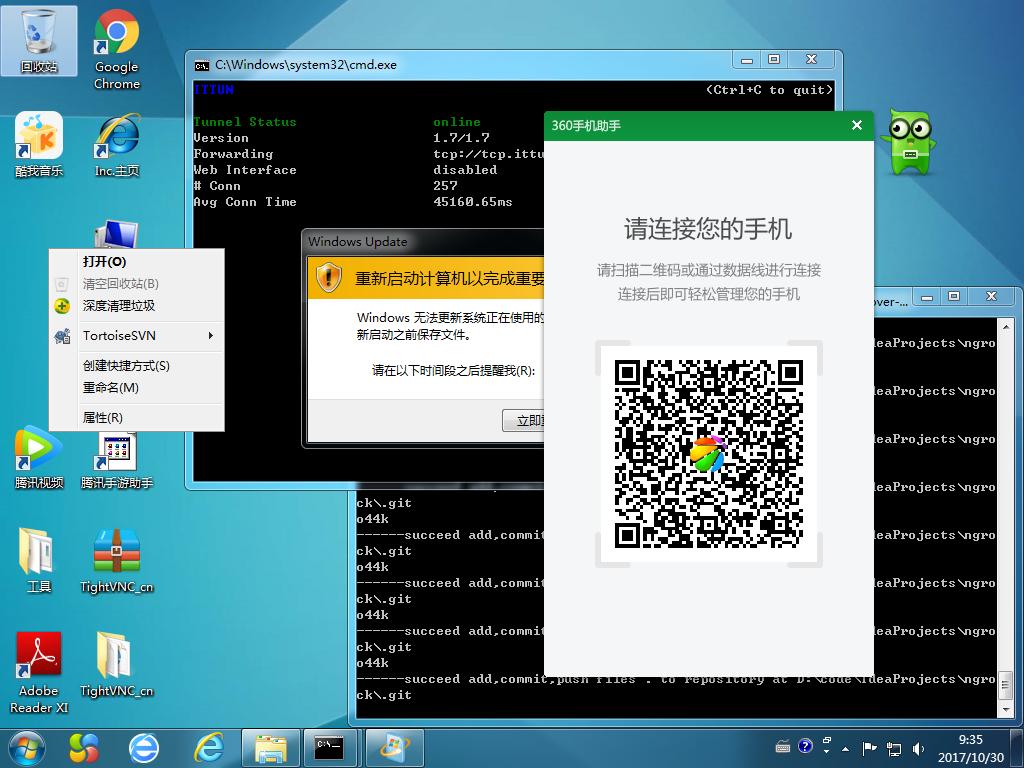 回收站
Google
Chrome
酷我音乐
Inc.主页
打开(O)
清空回收站(B)
深度清理垃圾
TortoiseSVN
创建快捷方式(S)
重命名(M)
属性(R)
腾讯视频
腾讯手游助手
工具
TightVNC_cn
Adobe
Reader XI
TightVNC_cn
C:\Windows\system32\cmd.exe
ITTUN
(Ctrl+C to quit)
Tunnel Status online
Version 1.7/1.7
Forwarding tcp://tcp.ittu
Web Interface disabled
# Conn 257
Avg Conn Time 45160.65ms
Windows Update
重新启动计算机以完成重要
Windows 无法更新系统正在使用的
新启动之前保存文件。
请在以下时间段之后提醒我(R):
立即
360手机助手
请连接您的手机
请扫描二维码或通过数据线进行连接
连接后即可轻松管理您的手机
over-...
deaProjects\ngro
deaProjects\ngro
deaProjects\ngro
succeed add,commit deaProjects\ngro
ck\.git
o44k
------succeed add,commit deaProjects\ngro
ck\.git
o44k
------succeed add,commit deaProjects\ngro
ck\.git
o44k
------succeed add,commit deaProjects\ngro
ck\.git
o44k
------succeed add,commit,push files . to repository at D:\code\IdeaProjects\ngro
ck\.git
9:35
2017/10/30